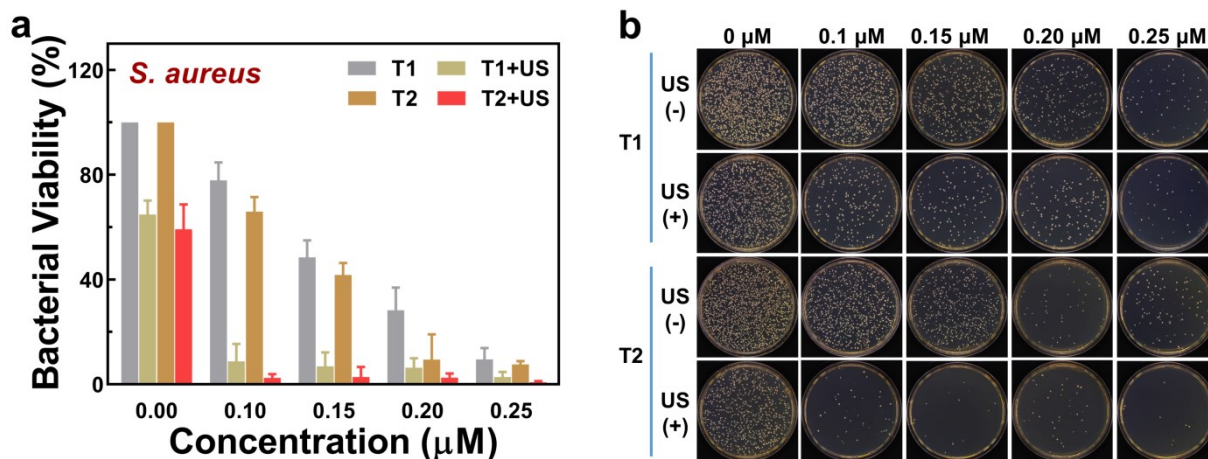 a
Bacterial Viability (%)
120
80
40
0
S. aureus
T1
T1+US
T2
T2+US
0.00 0.10 0.15 0.20 0.25
Concentration (μM)
b
0 μM 0.1 μM 0.15 μM 0.20 μM 0.25 μM
T1
US
(-)
US
(+)
T2
US
(-)
US
(+)